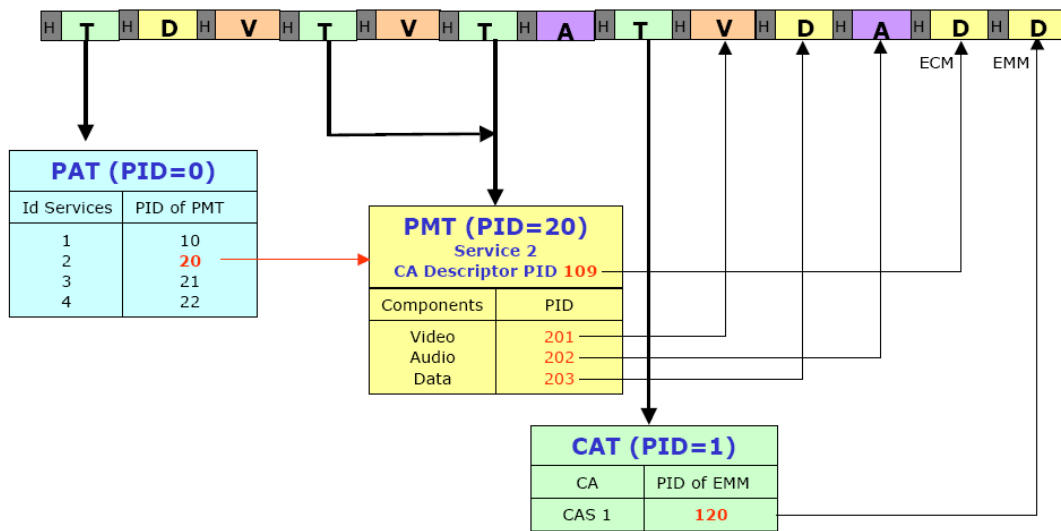 H T H D H V H T H V H T H A H T H V H D H A H D H D
ECM EMM
PAT (PID=0)
Id Services PID of PMT
1 10
2 20
3 21
4 22
PMT (PID=20)
Service 2
CA Descriptor PID 109
Components PID
Video 201
Audio 202
Data 203
CAT (PID=1)
CA PID of EMM
CAS 1 120